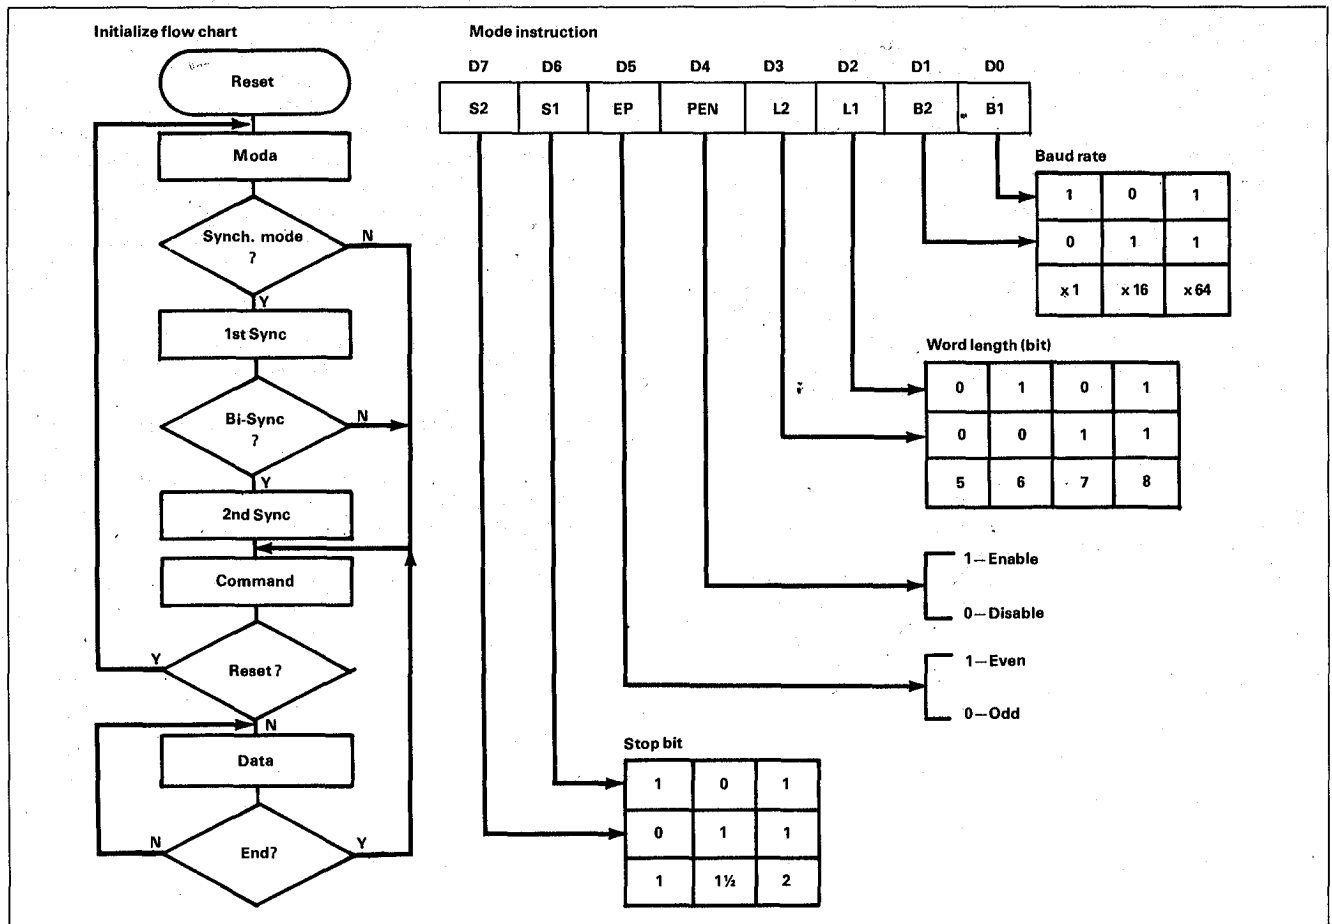 Initialize flow chart
Reset
Moda
Synch. mode
?
N
Y
1st Sync
Bi-Sync
?
N
Y
2nd Sync
Command
Reset ?
Y
N
Data
End?
N
Y
Mode instruction
D7 D6 D5 D4 D3 D2 D1 D0
S2 S1 EP PEN L2 L1 B2 B1
Baud rate
1 0 1
0 1 1
x 1 x 16 x 64
Word length (bit)
0 1 0 1
0 0 1 1
5 6 7 8
1—Enable
0—Disable
1—Even
0—Odd
Stop bit
1 0 1
0 1 1
1 1½ 2